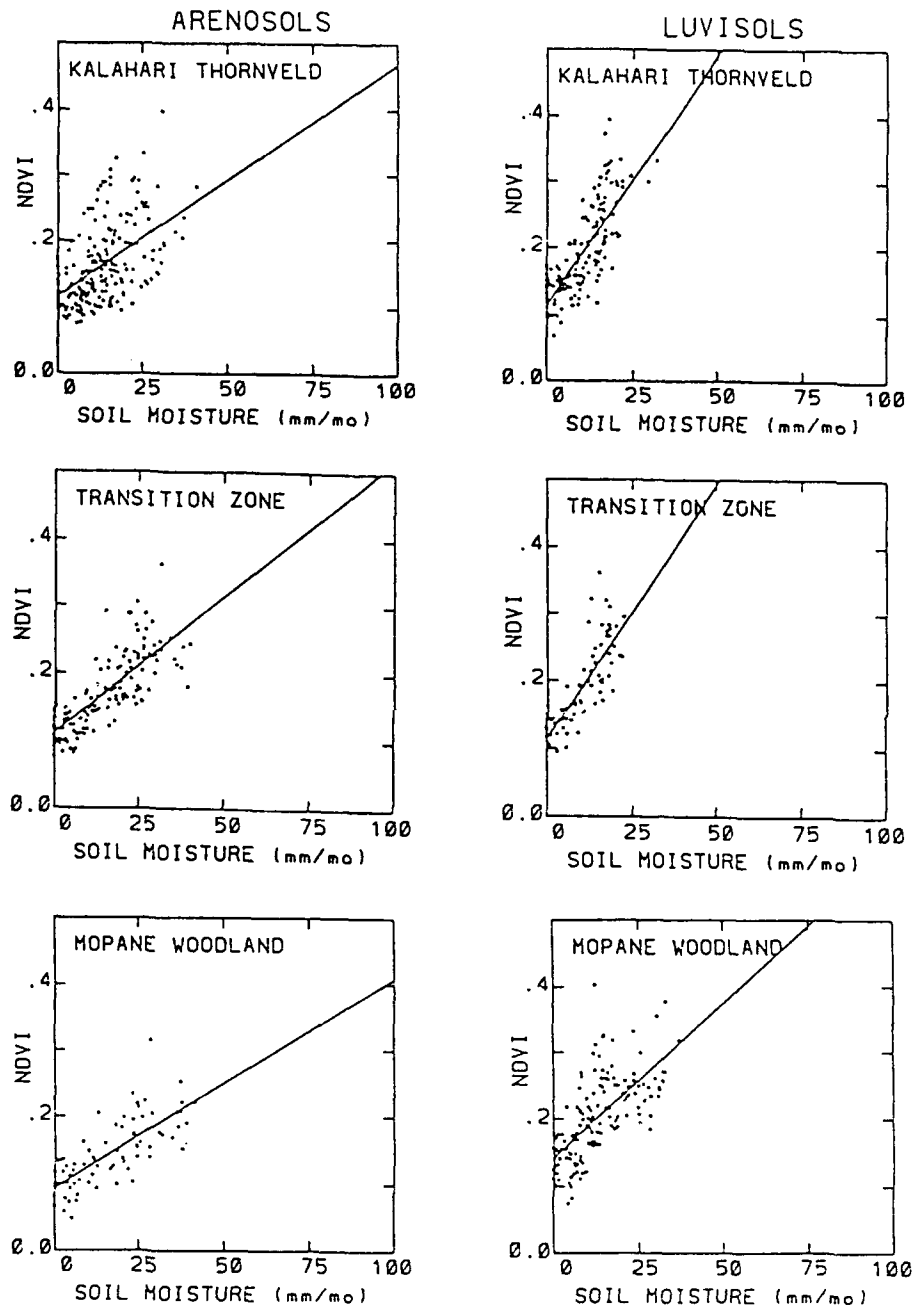 ARENOSOLS
KALAHARI THORNVELD
.4
.2
0.0
NDVI
0 25 50 75 100
SOIL MOISTURE (mm/mo)
LUVISOLS
KALAHARI THORNVELD
.4
.2
0.0
NDVI
0 25 50 75 100
SOIL MOISTURE (mm/mo)
TRANSITION ZONE
.4
.2
0.0
NDVI
0 25 50 75 100
SOIL MOISTURE (mm/mo)
TRANSITION ZONE
.4
.2
0.0
NDVI
0 25 50 75 100
SOIL MOISTURE (mm/mo)
MOPANE WOODLAND
.4
.2
0.0
NDVI
0 25 50 75 100
SOIL MOISTURE (mm/mo)
MOPANE WOODLAND
.4
.2
0.0
NDVI
0 25 50 75 100
SOIL MOISTURE (mm/mo)